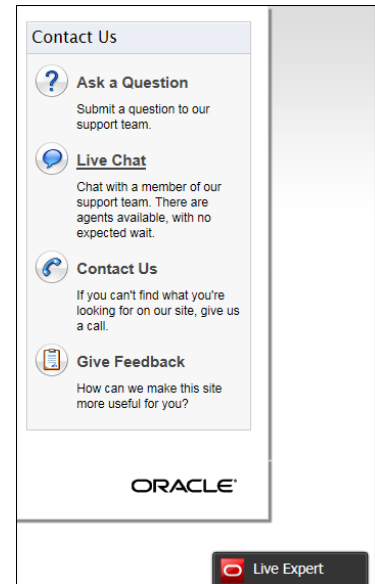 Contact Us
Ask a Question
Submit a question to our
support team.
Live Chat
Chat with a member of our
support team. There are
agents available, with no
expected wait.
Contact Us
If you can't find what you're
looking for on our site, give us
a call.
Give Feedback
How can we make this site
more useful for you?
ORACLE
Live Expert